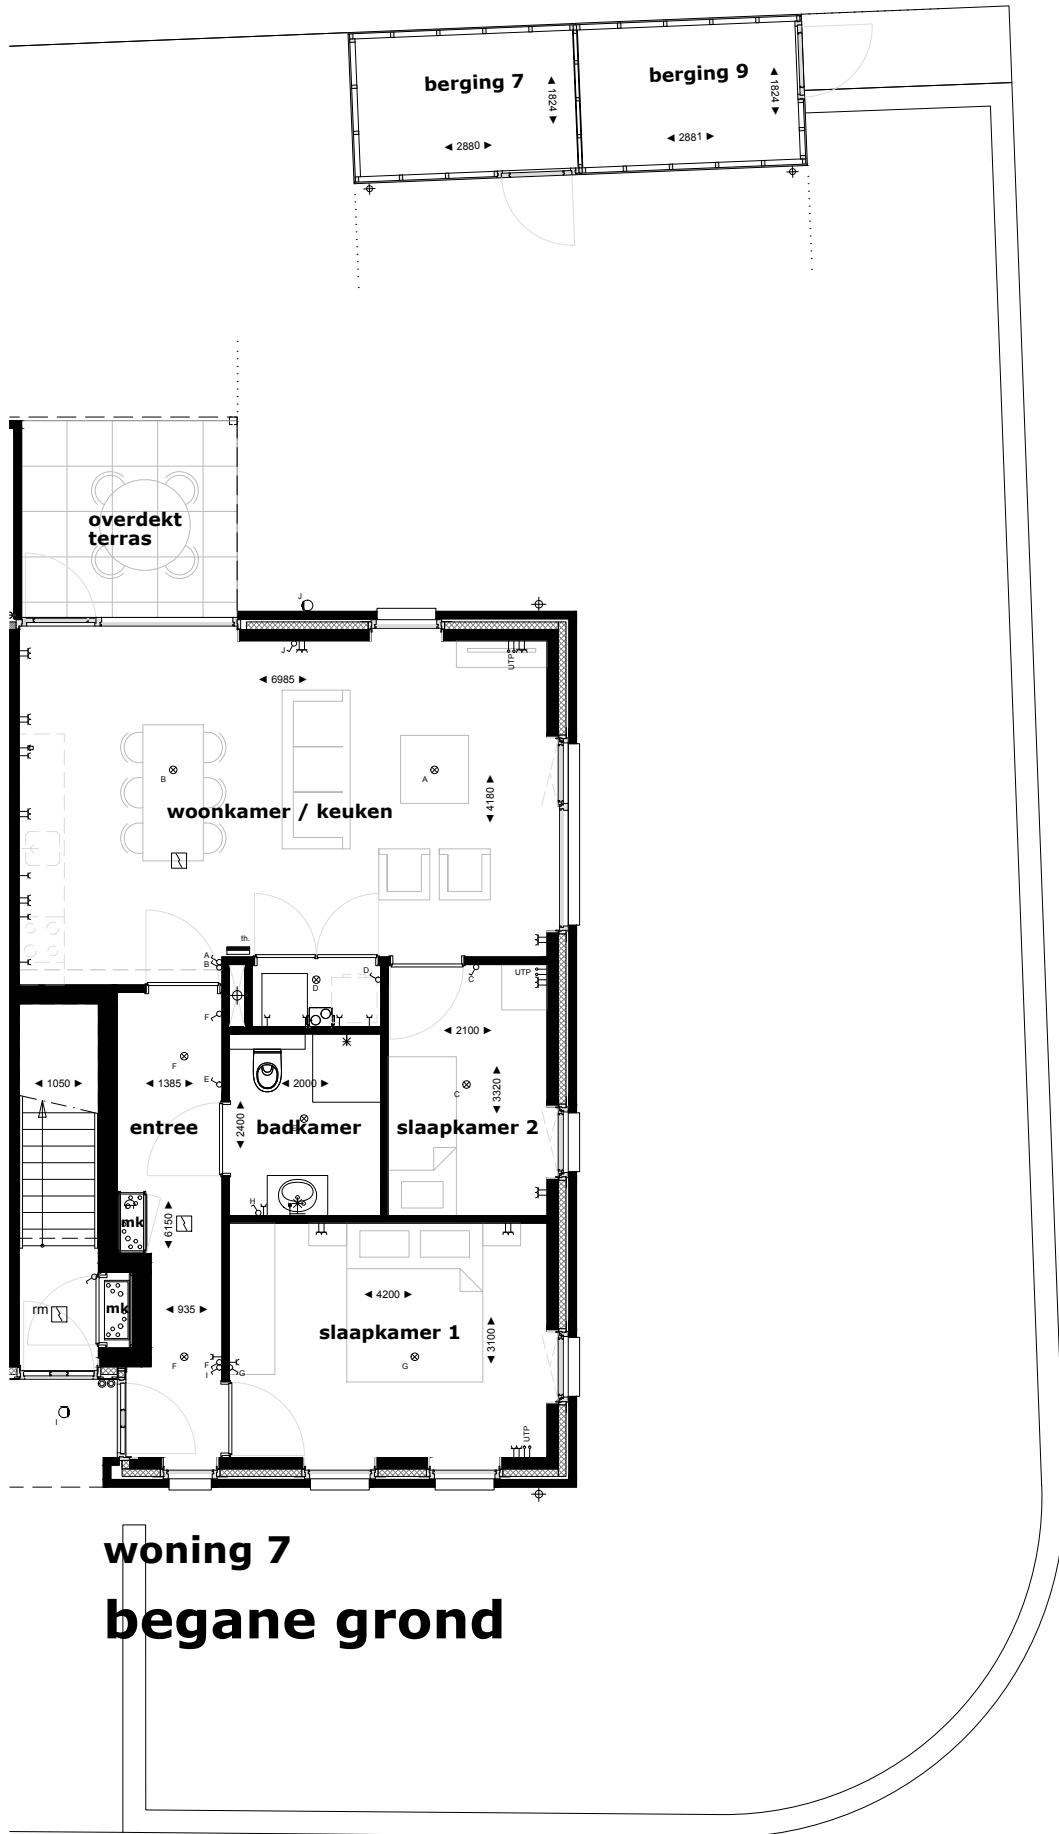 berging 7
berging 9
1824
1824
2880
2881
overdekt
terras
J
J
UTP
6985
B
A
4180
woonkamer / keuken
th.
A
B
D
D
C
UTP
F
2100
F
E
1050
1385
2000
C
3320
2400
entree
badkamer
slaapkamer 2
H
mk
6150
4200
rm
mk
935
slaapkamer 1
3100
F
F
I
G
G
I
UTP
woning 7
begane grond